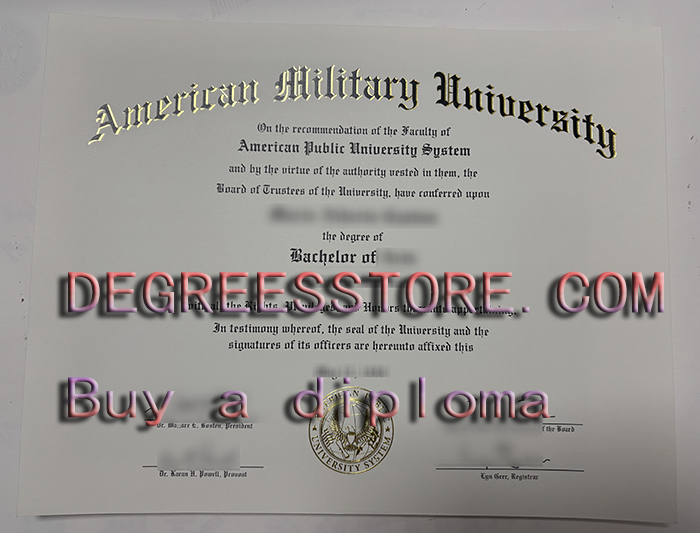 American Military University
On the recommendation of the Faculty of
American Public University System
and by the virtue of the authority vested in them, the
Board of Trustees of the University, have conferred upon
the degree of
Bachelor of
DEGREESSTORE. COM
In testimony whereof, the seal of the University and the
signatures of its officers are hereunto affixed this
Buy a diploma
President
of the Board
UNIVERSITY SYSTEM
Dr. Karan H. Powell, Provost
Lyn Geer, Registrar